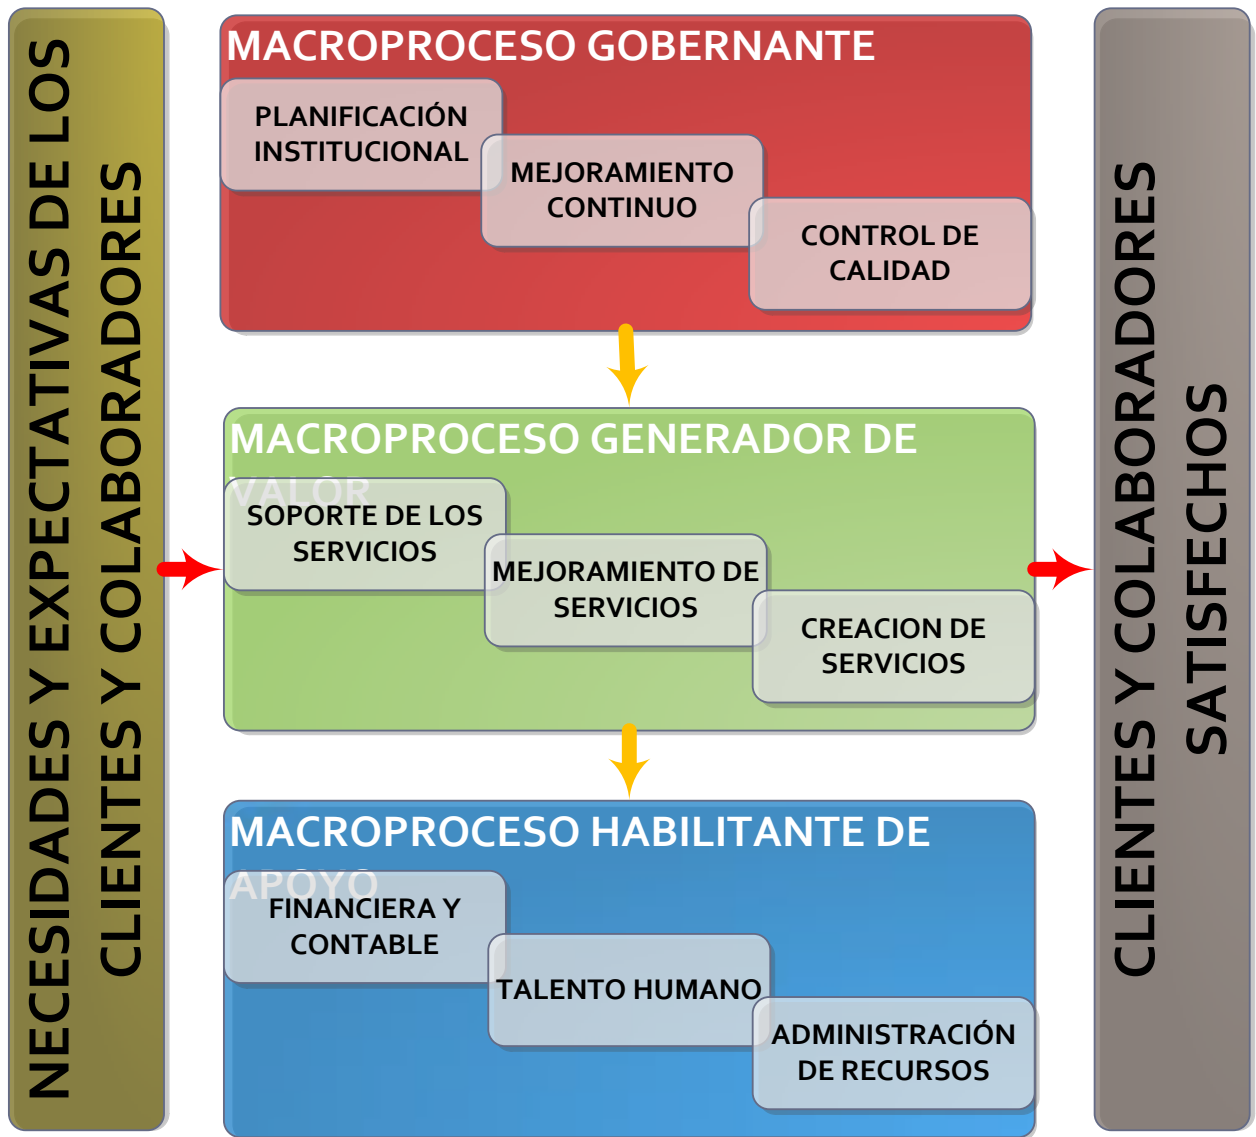 NECESIDADES Y EXPECTATIVAS DE LOS
CLIENTES Y COLABORADORES
MACROPROCESO GOBERNANTE
PLANIFICACIÓN
INSTITUCIONAL
MEJORAMIENTO
CONTINUO
CONTROL DE
CALIDAD
MACROPROCESO GENERADOR DE
VALOR
SOPORTE DE LOS
SERVICIOS
MEJORAMIENTO DE
SERVICIOS
CREACION DE
SERVICIOS
MACROPROCESO HABILITANTE DE
APOYO
FINANCIERA Y
CONTABLE
TALENTO HUMANO
ADMINISTRACIÓN
DE RECURSOS
CLIENTES Y COLABORADORES
SATISFECHOS